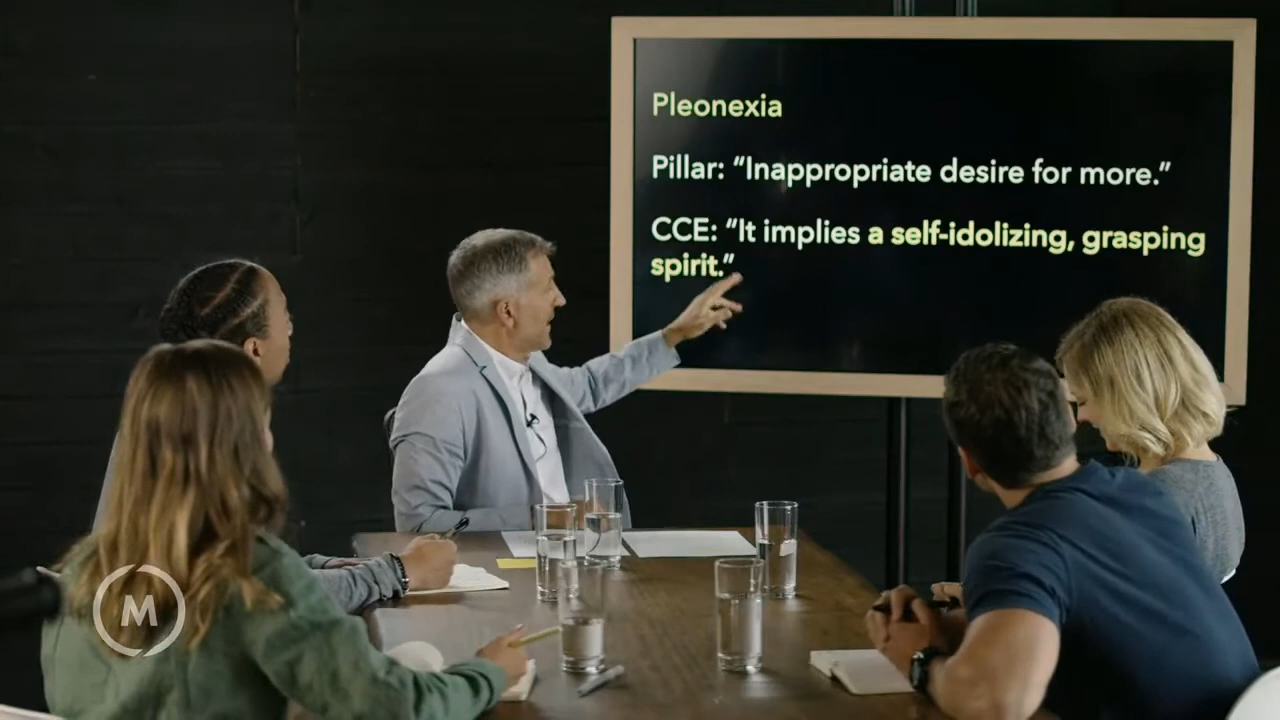 Pleonexia
Pillar: “Inappropriate desire for more.”
CCE: “It implies a self-idolizing, grasping
spirit.”
M